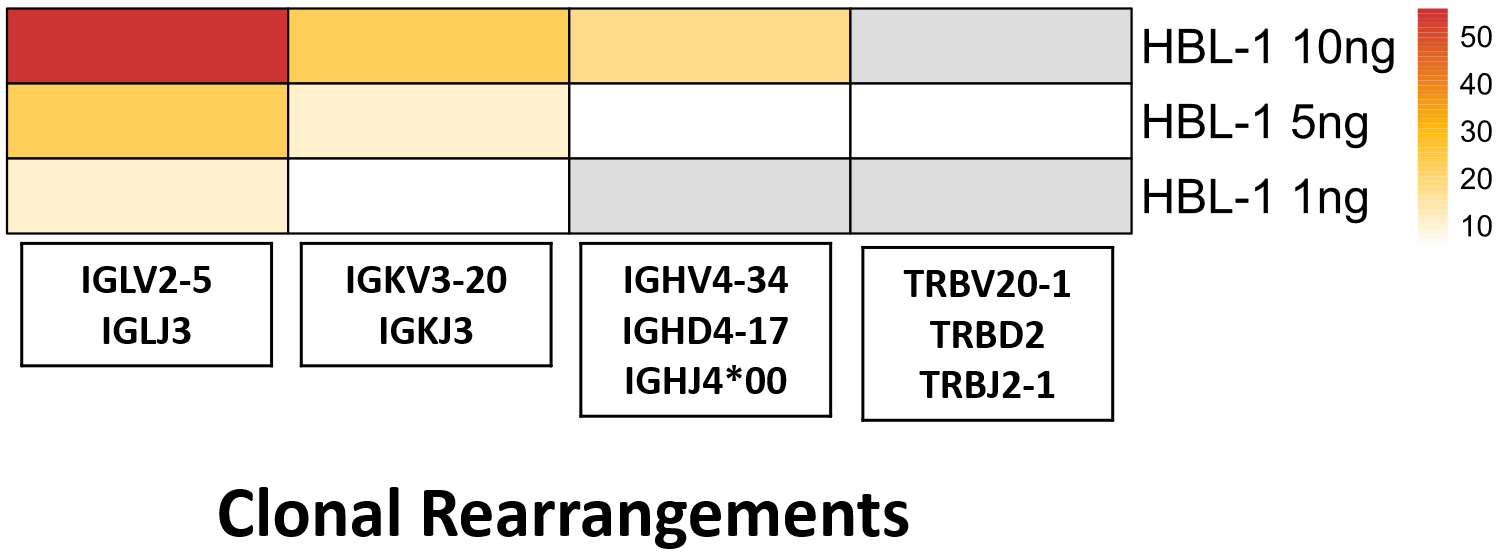 HBL-1 10ng
HBL-1 5ng
HBL-1 1ng
50
40
30
20
10
IGLV2-5
IGLJ3
IGKV3-20
IGKJ3
IGHV4-34
IGHD4-17
IGHJ4*00
TRBV20-1
TRBD2
TRBJ2-1
Clonal Rearrangements